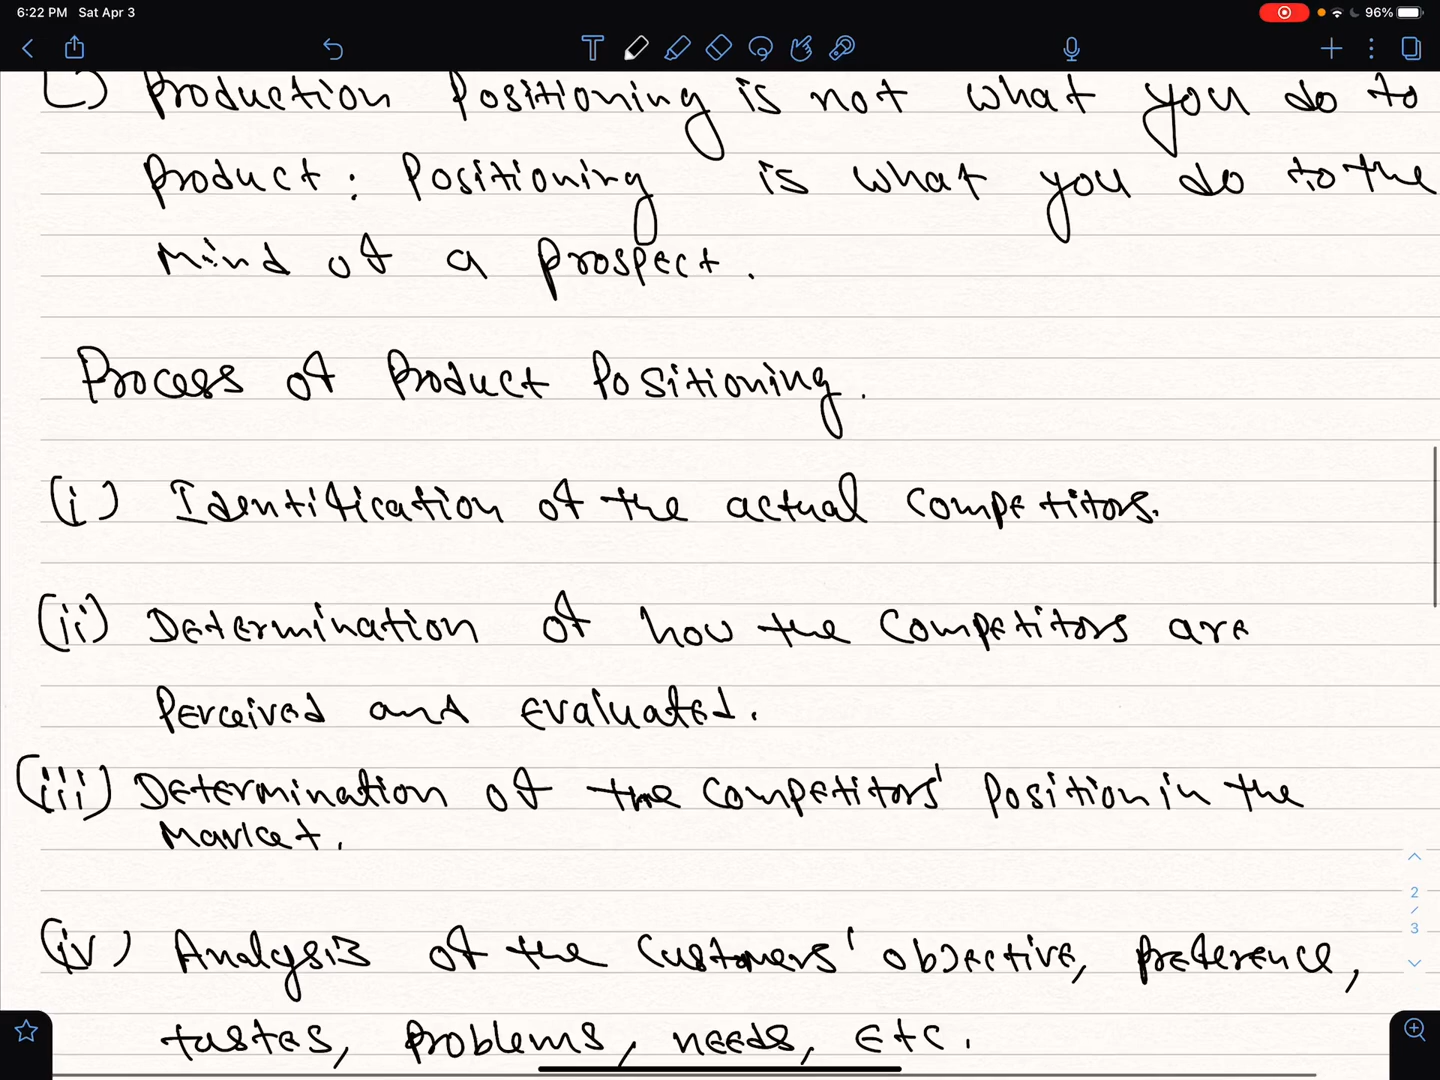 6:22 PM Sat Apr 3
96%
Production Positioning is not what you do to
Product: Positioning is what you do to the
Mind of a prospect.
Process of Product Positioning.
(i) Identification of the actual Competitors.
(ii) Determination of how the Competitors are
Perceived and Evaluated.
(iii) Determination of the Competitors' Position in the
Market.
(iv) Analysis of the Customers' objective, preference,
tastes, Problems, needs, Etc.
2
/
3